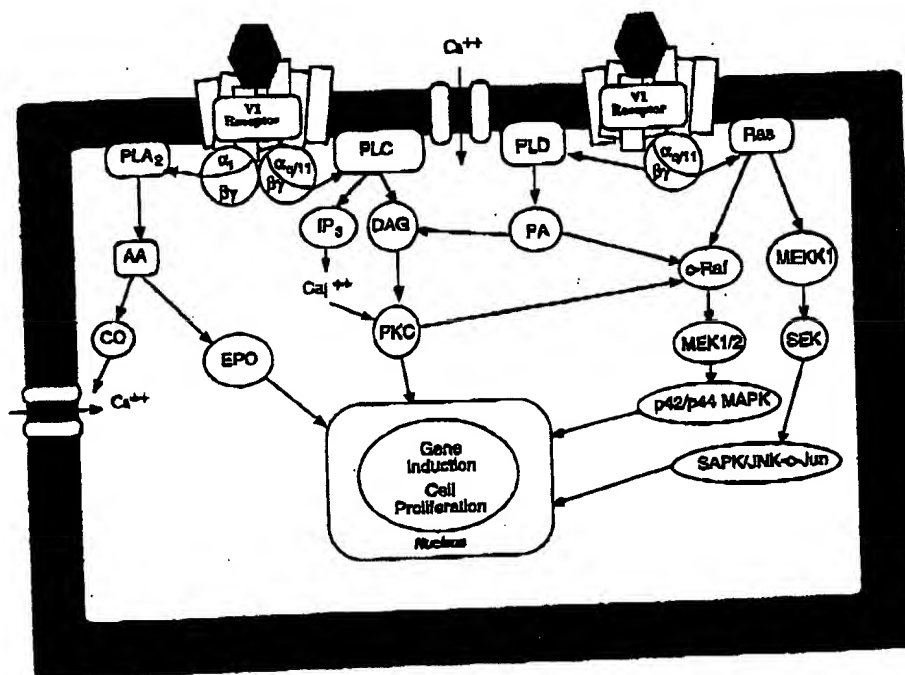 Ca++
V1
Receptor
V1
Receptor
PLA2
αi
βγ
αq/11
βγ
PLC
PLD
αq/11
βγ
Ras
IP3
DAG
PA
AA
c-Raf
MEKK1
Cai++
CO
EPO
PKC
MEK1/2
SEK
Ca++
p42/p44 MAPK
Gene
Induction
Cell
Proliferation
SAPK/JNK-c-Jun
Nucleus